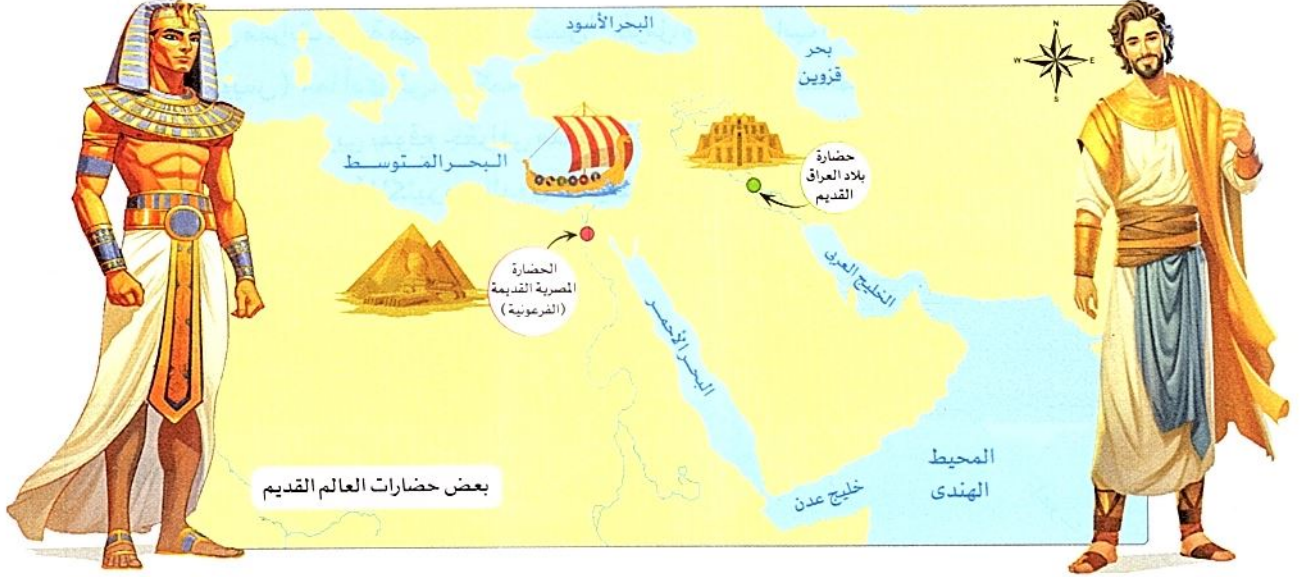 البحر الأسود
بحر
قزوين
N
W
E
S
البحر المتوسط
حضارة
بلاد العراق
القديم
الحضارة
المصرية القديمة
(الفرعونية)
الخليج العربى
البحر الأحمر
المحيط
الهندى
خليج عدن
بعض حضارات العالم القديم